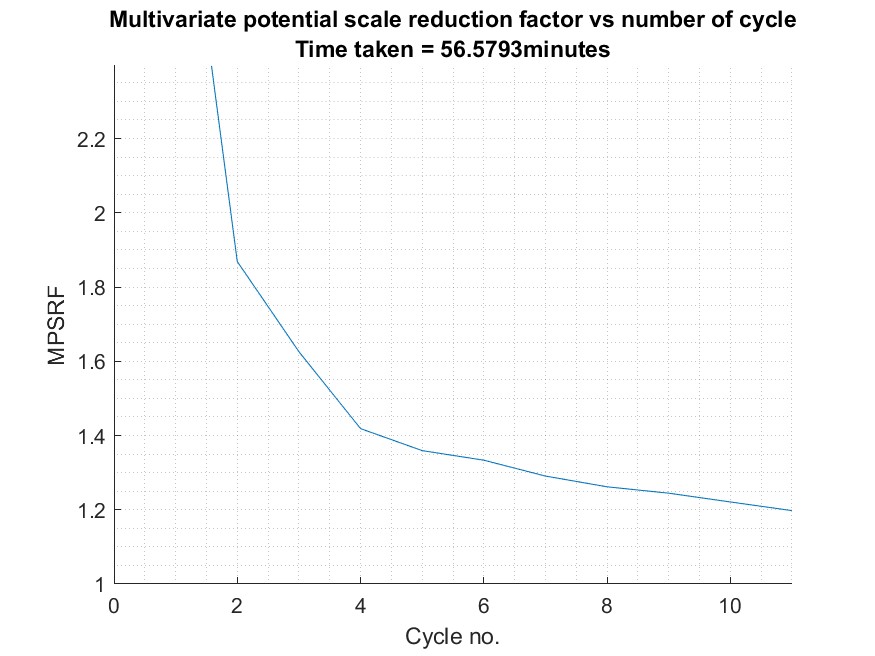 Multivariate potential scale reduction factor vs number of cycle
Time taken = 56.5793minutes
MPSRF
2.2
2
1.8
1.6
1.4
1.2
1
0 2 4 6 8 10
Cycle no.